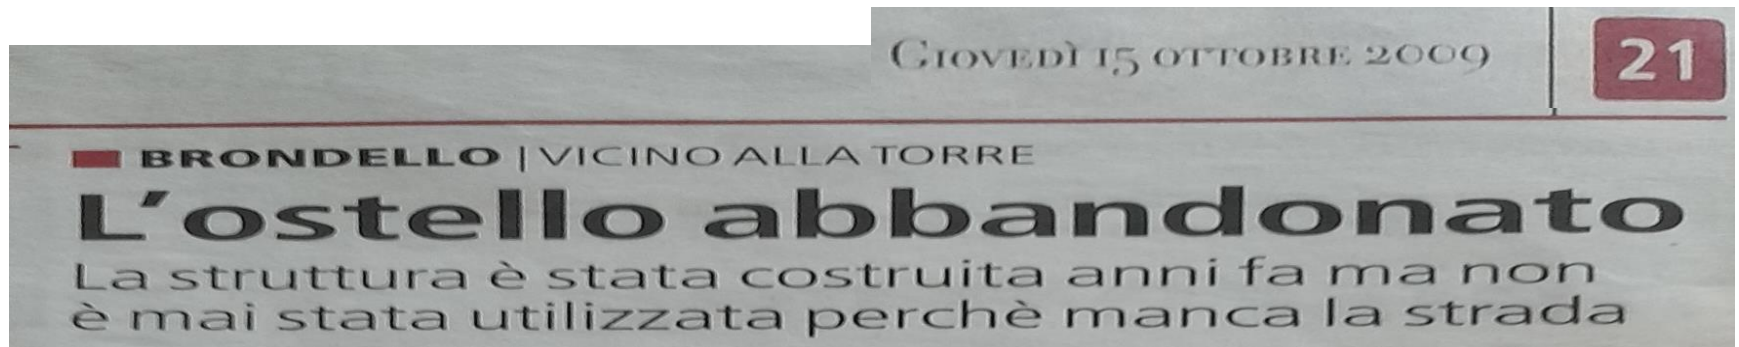 GIOVEDÌ 15 OTTOBRE 2009 21
BRONDELLO | VICINO ALLA TORRE
L'ostello abbandonato
La struttura è stata costruita anni fa ma non
è mai stata utilizzata perchè manca la strada